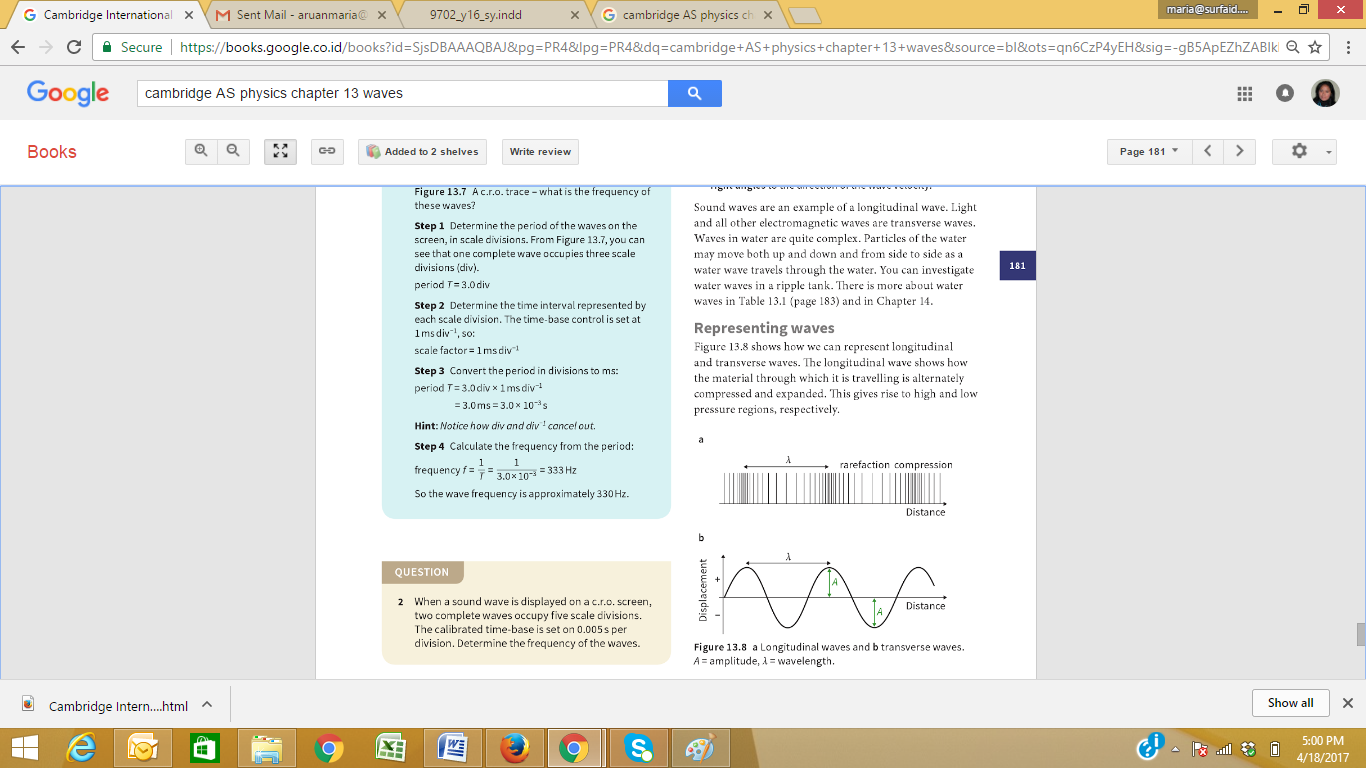 Cambridge International
Sent Mail - aruanmaria@
9702_y16_sy.indd
cambridge AS physics ch
maria@surfaid....
Secure
https://books.google.co.id/books?id=SjsDBAAAQBAJ&pg=PR4&lpg=PR4&dq=cambridge+AS+physics+chapter+13+waves&source=bl&ots=qn6CzP4yEH&sig=-gB5ApEZhZABIkl
Google
cambridge AS physics chapter 13 waves
Books
Added to 2 shelves
Write review
Page 181
Figure 13.7 A c.r.o. trace – what is the frequency of
these waves?
Step 1 Determine the period of the waves on the
screen, in scale divisions. From Figure 13.7, you can
see that one complete wave occupies three scale
divisions (div).
period T = 3.0 div
Step 2 Determine the time interval represented by
each scale division. The time-base control is set at
1 ms div⁻¹, so:
scale factor = 1 ms div⁻¹
Step 3 Convert the period in divisions to ms:
period T = 3.0 div × 1 ms div⁻¹
= 3.0 ms = 3.0 × 10⁻³ s
Hint: Notice how div and div⁻¹ cancel out.
Step 4 Calculate the frequency from the period:
frequency f = 1/T = 1/3.0 × 10⁻³ = 333 Hz
So the wave frequency is approximately 330 Hz.
QUESTION
2 When a sound wave is displayed on a c.r.o. screen,
two complete waves occupy five scale divisions.
The calibrated time-base is set on 0.005 s per
division. Determine the frequency of the waves.
right angles to the direction of the wave velocity.
Sound waves are an example of a longitudinal wave. Light
and all other electromagnetic waves are transverse waves.
Waves in water are quite complex. Particles of the water
may move both up and down and from side to side as a
water wave travels through the water. You can investigate
water waves in a ripple tank. There is more about water
waves in Table 13.1 (page 183) and in Chapter 14.
181
Representing waves
Figure 13.8 shows how we can represent longitudinal
and transverse waves. The longitudinal wave shows how
the material through which it is travelling is alternately
compressed and expanded. This gives rise to high and low
pressure regions, respectively.
a
λ
rarefaction compression
Distance
b
λ
Displacement
+
−
A
A
Distance
Figure 13.8 a Longitudinal waves and b transverse waves.
A = amplitude, λ = wavelength.
Cambridge Intern....html
Show all
5:00 PM
4/18/2017